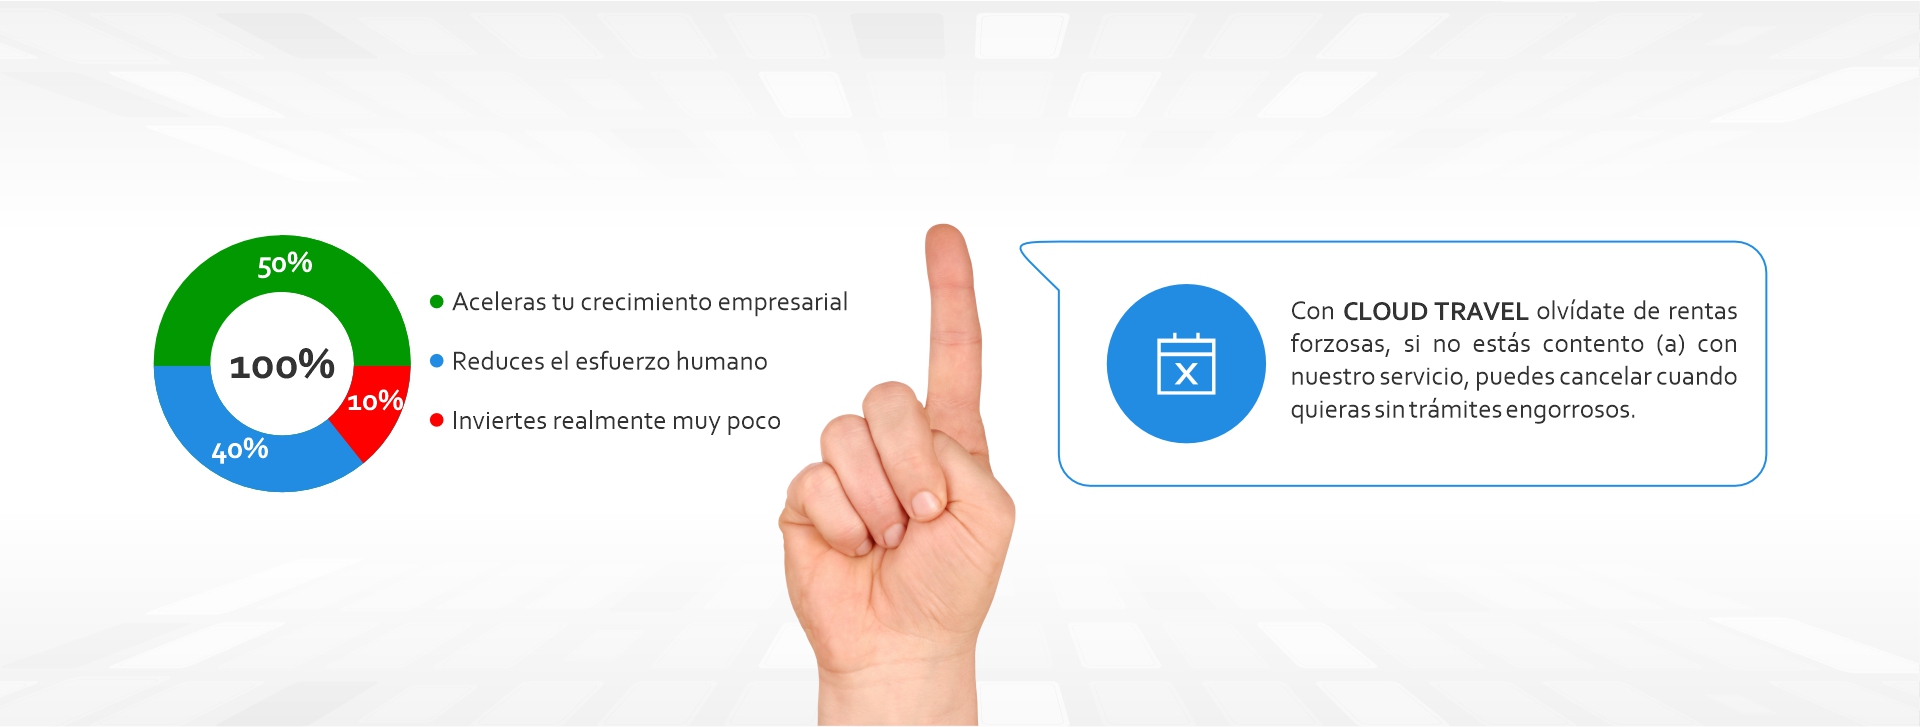 50%
100%
10%
40%
Aceleras tu crecimiento empresarial
Reduces el esfuerzo humano
Inviertes realmente muy poco
X
Con CLOUD TRAVEL olvídate de rentas
forzosas, si no estás contento (a) con
nuestro servicio, puedes cancelar cuando
quieras sin trámites engorrosos.